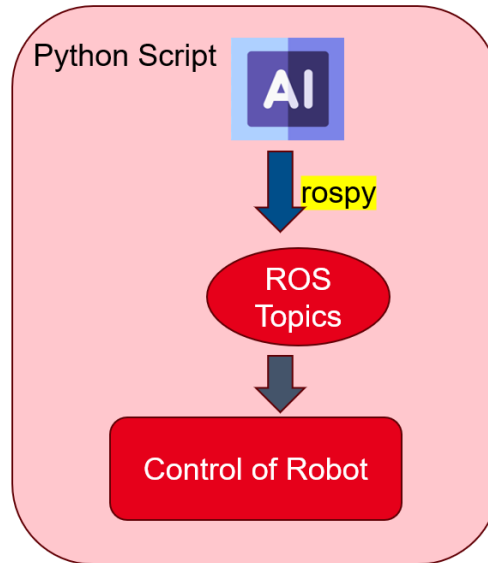 Python Script
AI
rospy
ROS
Topics
Control of Robot